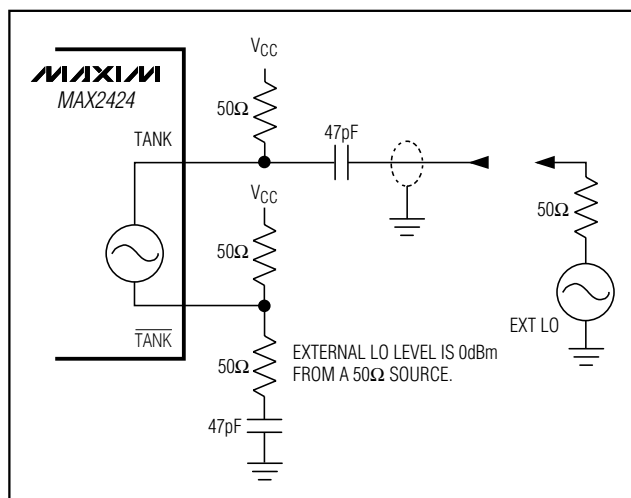 VCC
MAXIM
MAX2424
50Ω
47pF
TANK
VCC
50Ω
50Ω
EXT LO
TANK
50Ω
EXTERNAL LO LEVEL IS 0dBm
FROM A 50Ω SOURCE.
47pF